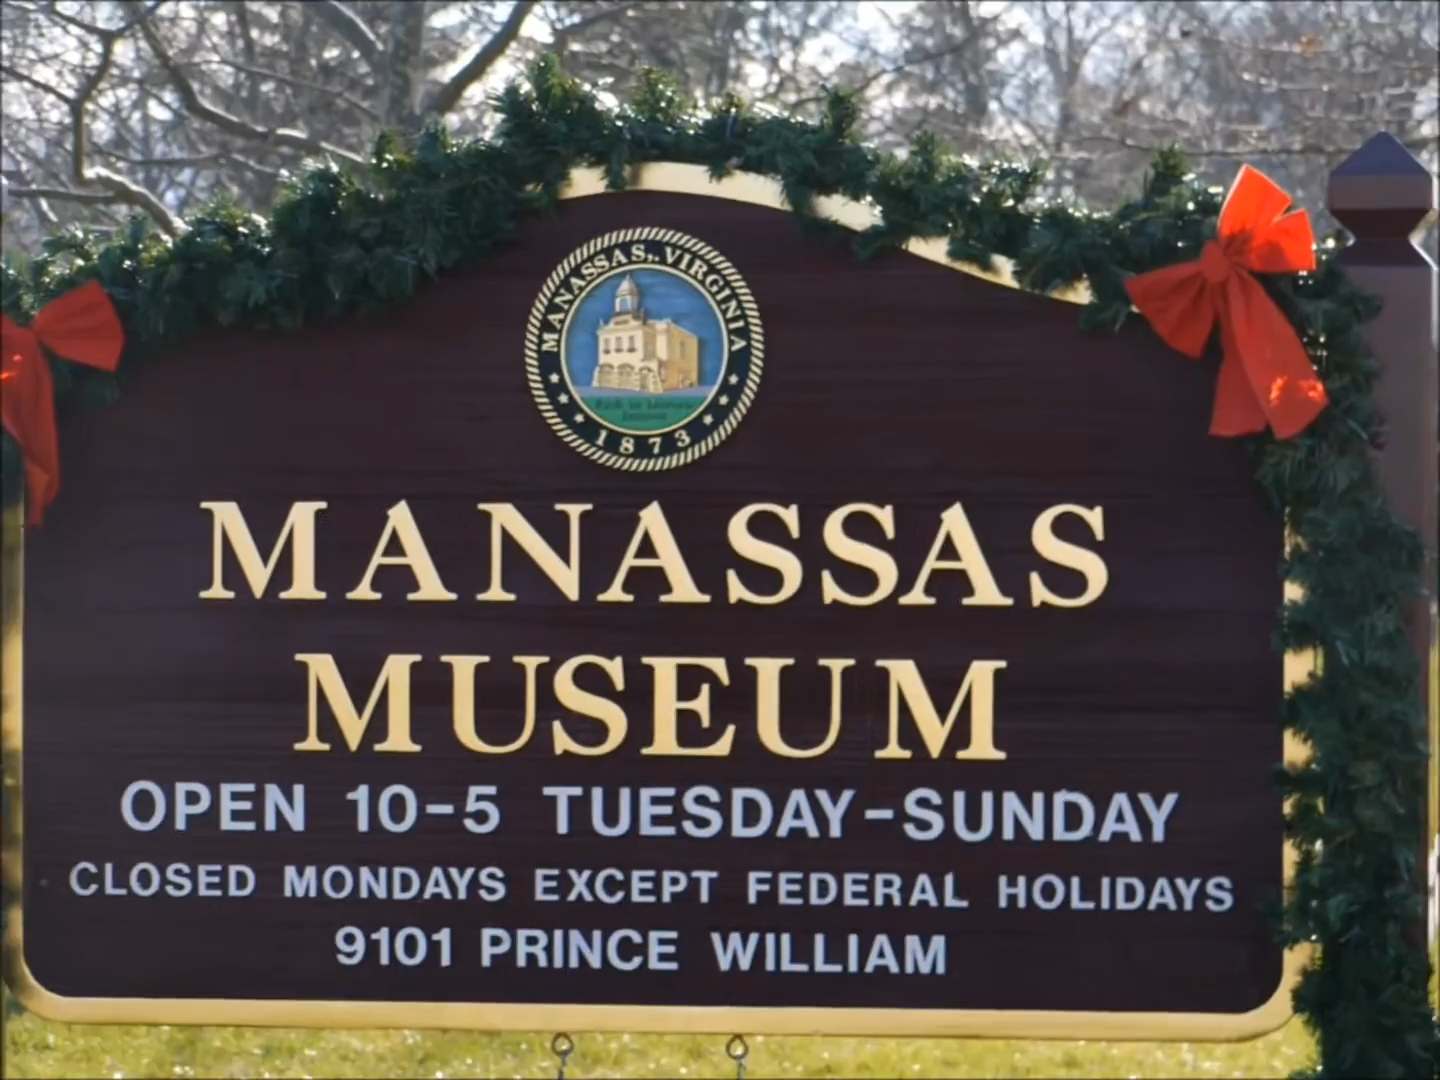 MANASSAS, VIRGINIA
1873
MANASSAS
MUSEUM
OPEN 10-5 TUESDAY-SUNDAY
CLOSED MONDAYS EXCEPT FEDERAL HOLIDAYS
9101 PRINCE WILLIAM